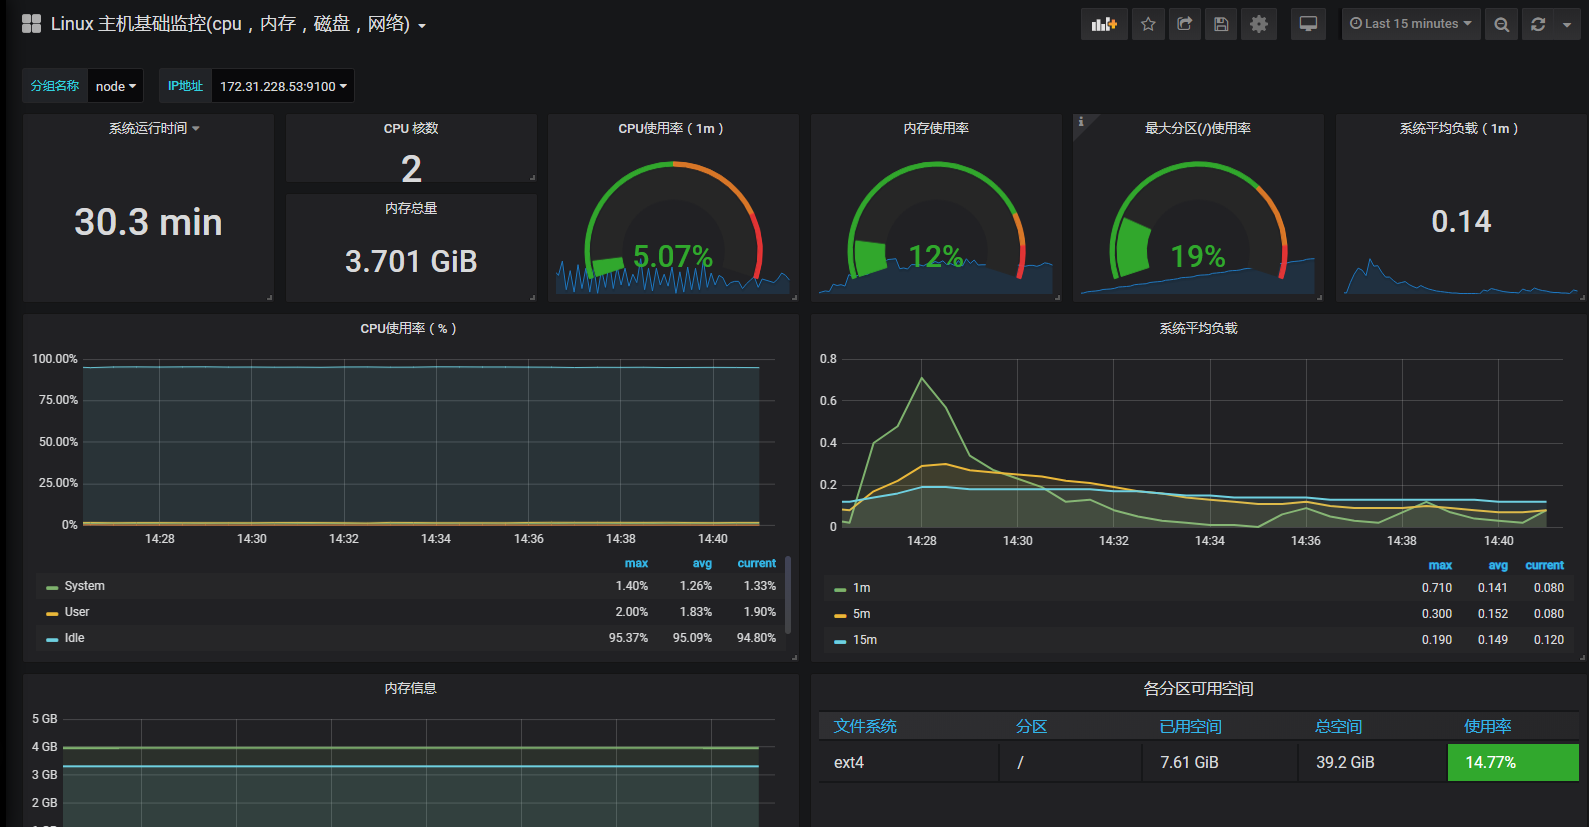 Linux 主机基础监控(cpu，内存，磁盘，网络)
Last 15 minutes
分组名称 node IP地址 172.31.228.53:9100
系统运行时间
30.3 min
CPU 核数
2
内存总量
3.701 GiB
CPU使用率（1m）
5.07%
内存使用率
12%
最大分区(/)使用率
19%
系统平均负载（1m）
0.14
CPU使用率（%）
100.00%
75.00%
50.00%
25.00%
0%
14:28 14:30 14:32 14:34 14:36 14:38 14:40
max avg current
System 1.40% 1.26% 1.33%
User 2.00% 1.83% 1.90%
Idle 95.37% 95.09% 94.80%
系统平均负载
0.8
0.6
0.4
0.2
0
14:28 14:30 14:32 14:34 14:36 14:38 14:40
max avg current
1m 0.710 0.141 0.080
5m 0.300 0.152 0.080
15m 0.190 0.149 0.120
内存信息
5 GB
4 GB
3 GB
2 GB
各分区可用空间
文件系统 分区 已用空间 总空间 使用率
ext4 / 7.61 GiB 39.2 GiB 14.77%